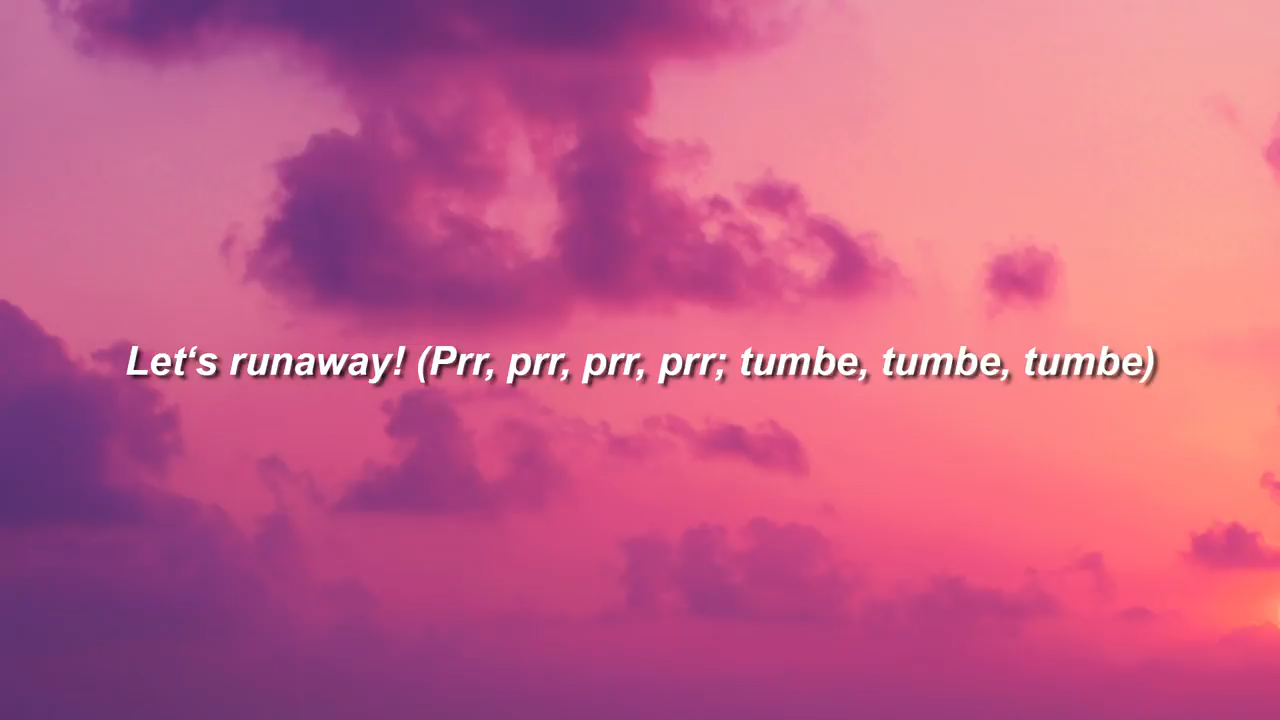 Let‘s runaway! (Prr, prr, prr, prr; tumbe, tumbe, tumbe)